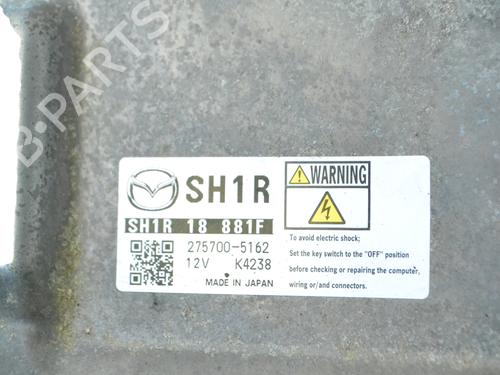 B-PARTS
SH1R
SH1R 18 881F
275700-5162
12V K4238
MADE IN JAPAN
WARNING
To avoid electric shock;
Set the key switch to the "OFF" position
before checking or repairing the computer,
wiring or/and connectors.